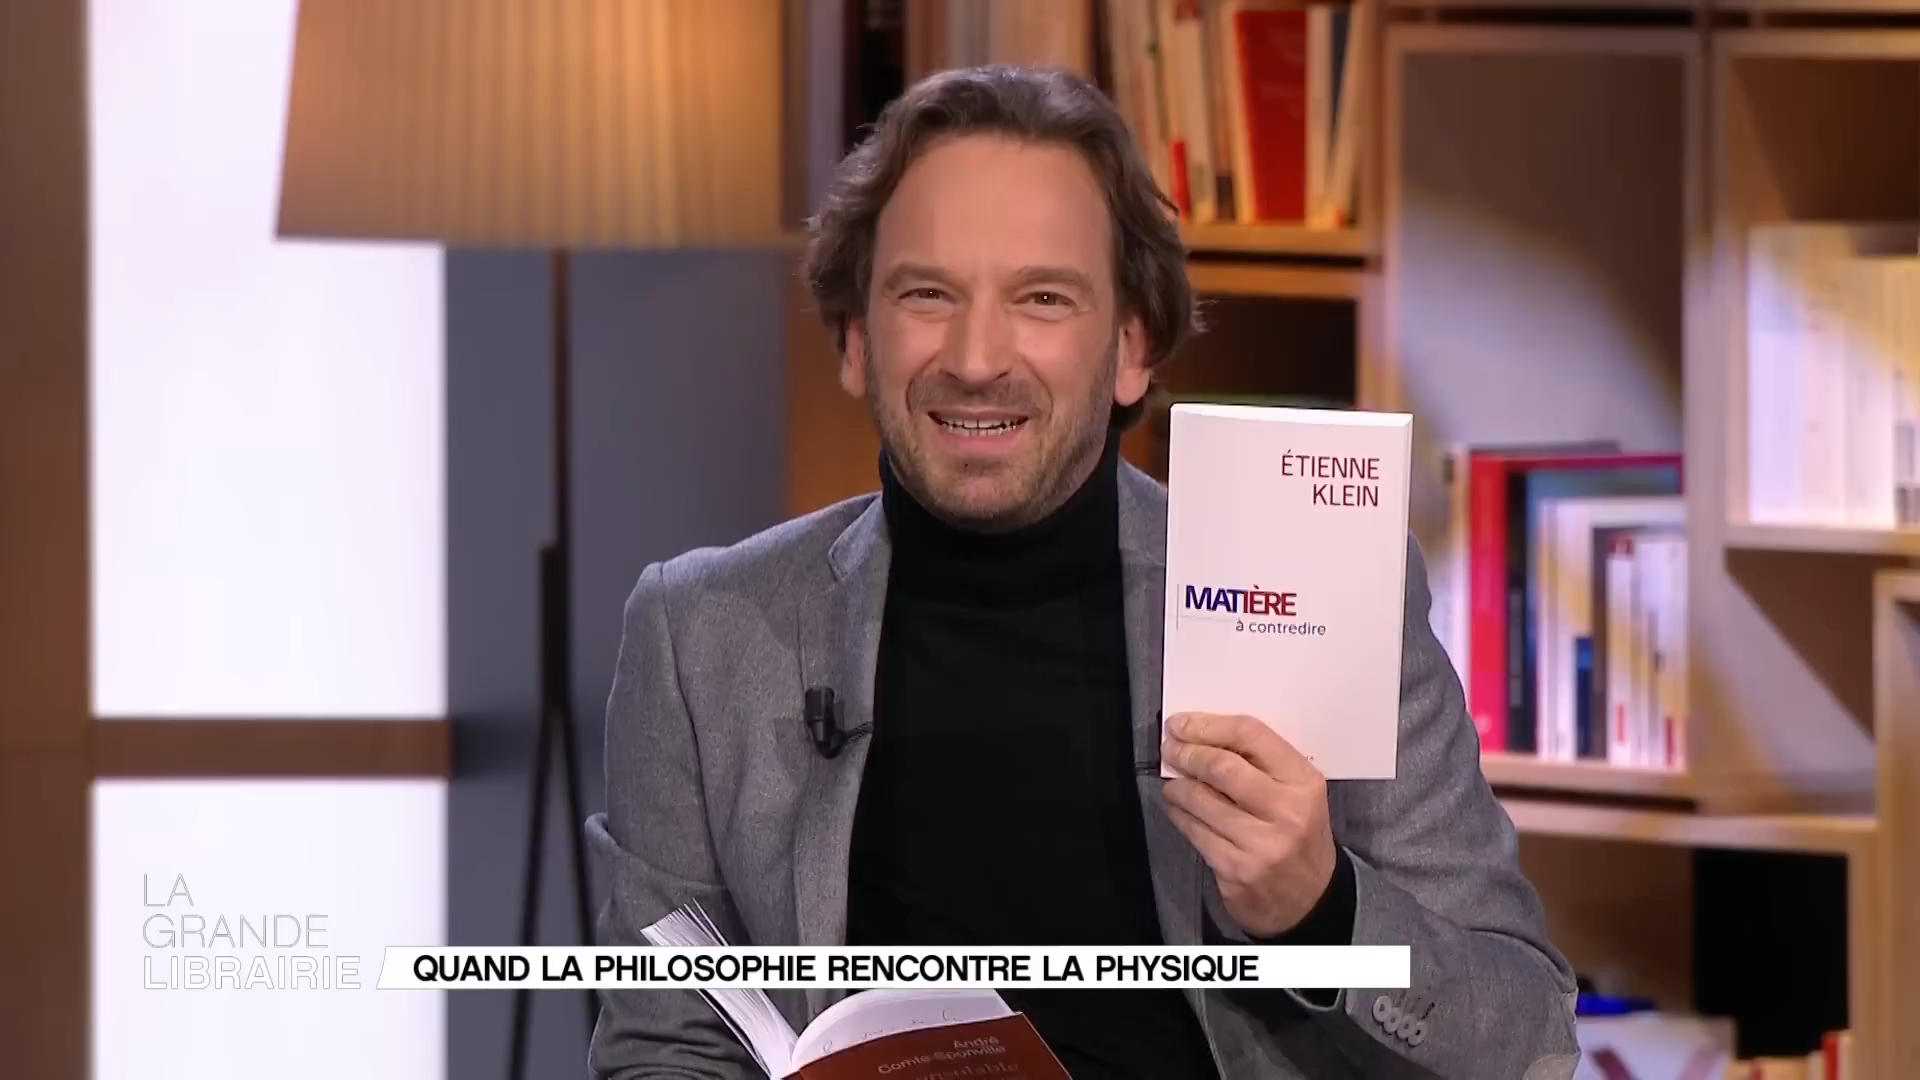 ÉTIENNE
KLEIN
MATIÈRE
à contredire
LA
GRANDE
LIBRAIRIE
QUAND LA PHILOSOPHIE RENCONTRE LA PHYSIQUE
André
Comte-Sponville